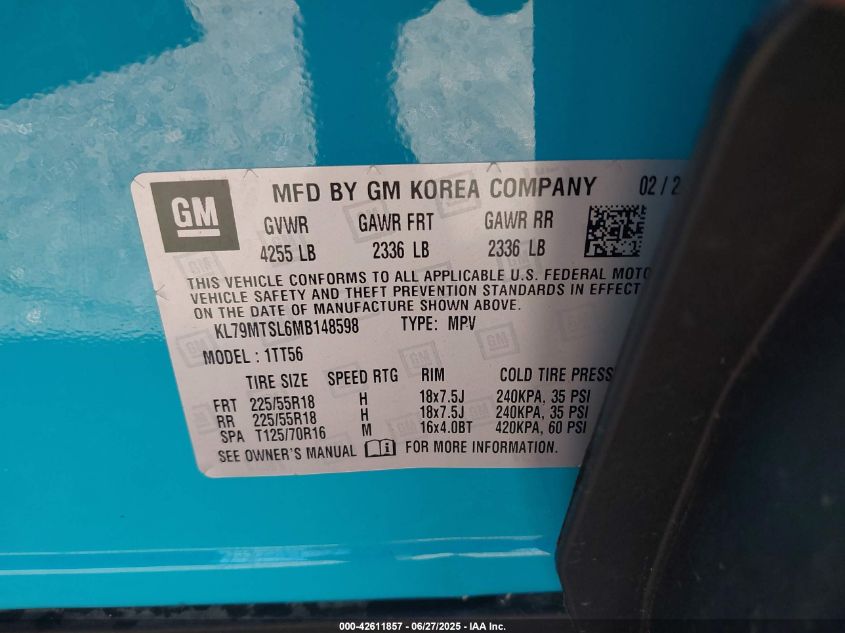 GM
MFD BY GM KOREA COMPANY 02/2
GVWR GAWR FRT GAWR RR
4255 LB 2336 LB 2336 LB
THIS VEHICLE CONFORMS TO ALL APPLICABLE U.S. FEDERAL MOTO
VEHICLE SAFETY AND THEFT PREVENTION STANDARDS IN EFFECT
ON THE DATE OF MANUFACTURE SHOWN ABOVE.
KL79MTSL6MB148598 TYPE: MPV
MODEL: 1TT56
TIRE SIZE SPEED RTG RIM COLD TIRE PRESS
FRT 225/55R18 H 18x7.5J 240KPA, 35 PSI
RR 225/55R18 H 18x7.5J 240KPA, 35 PSI
SPA T125/70R16 M 16x4.0BT 420KPA, 60 PSI
SEE OWNER'S MANUAL FOR MORE INFORMATION.
000-42611857 - 06/27/2025 - IAA Inc.